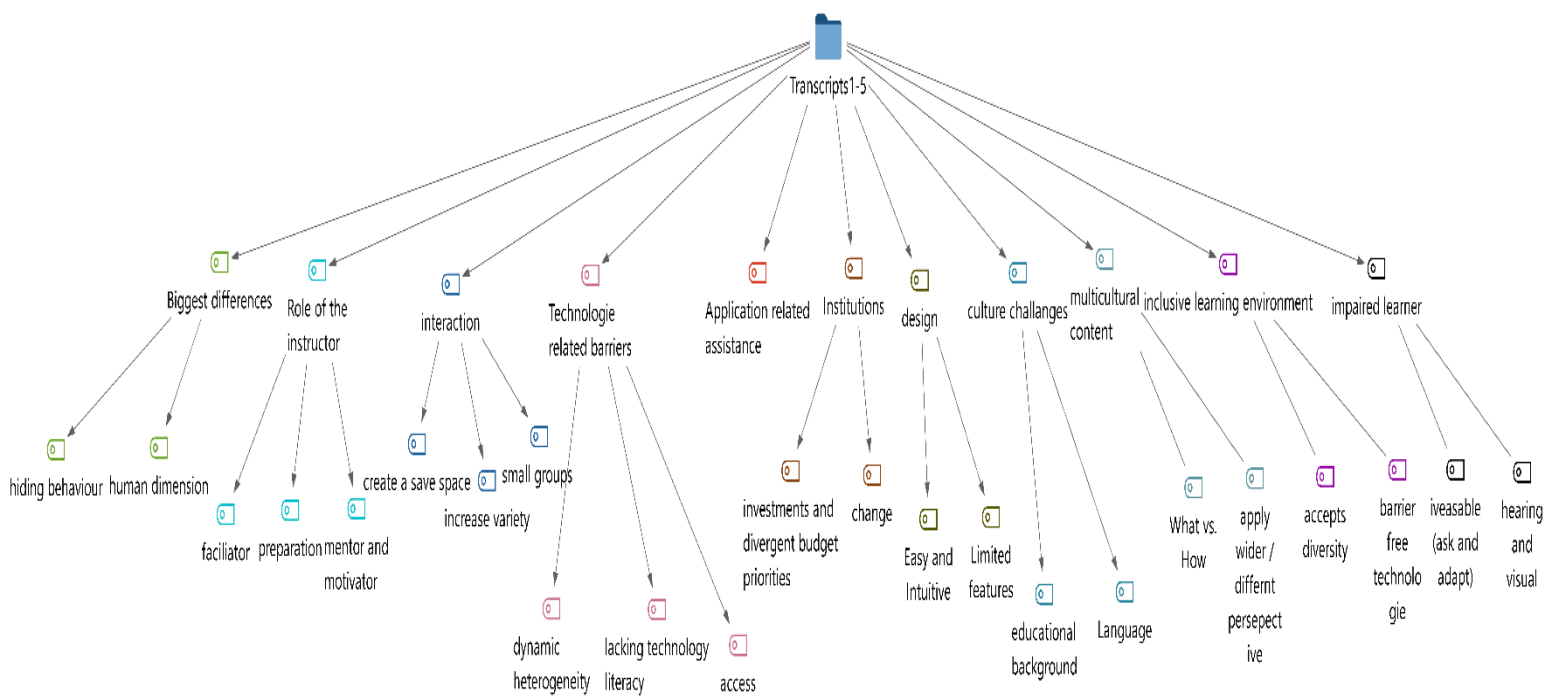 Transcripts1-5
Biggest differences
Role of the
instructor
interaction
Technologie
related barriers
Application related
assistance
Institutions
design
culture challanges
multicultural
content
inclusive learning environment
impaired learner
hiding behaviour
human dimension
faciliator
preparation
mentor and
motivator
create a save space
increase variety
small groups
dynamic
heterogeneity
lacking technology
literacy
access
investments and
divergent budget
priorities
change
Easy and
Intuitive
Limited
features
educational
background
Language
What vs.
How
apply
wider /
differnt
persepect
ive
accepts
diversity
barrier
free
technolo
gie
iveasable
(ask and
adapt)
hearing
and
visual